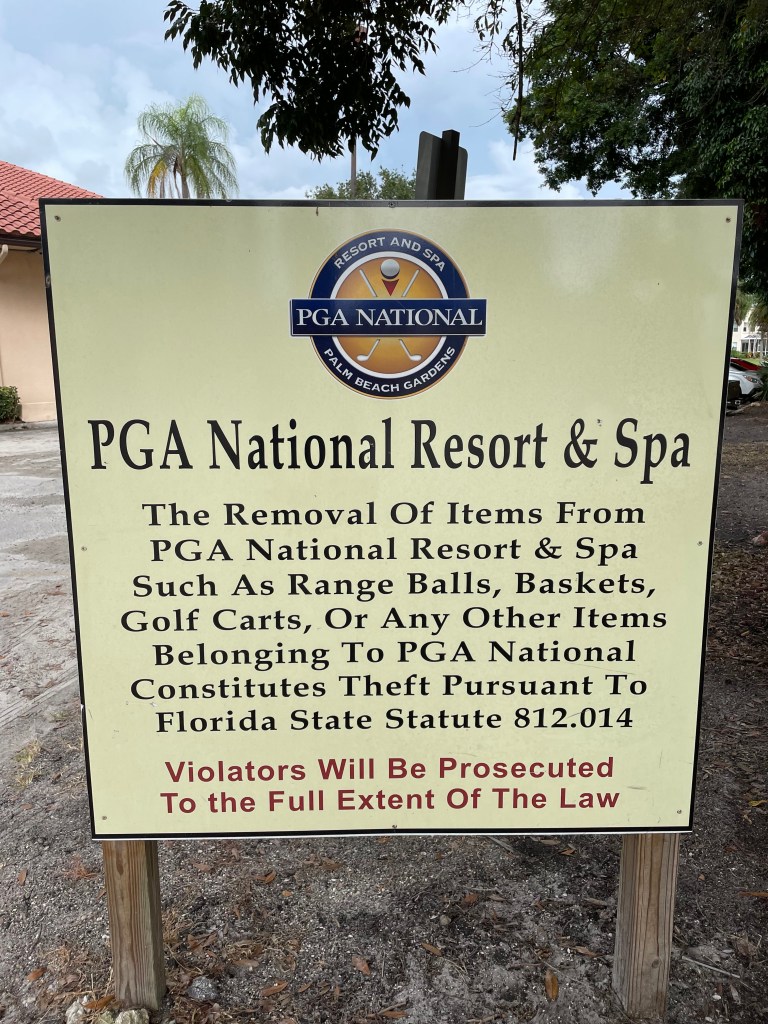 RESORT AND SPA
PGA NATIONAL
PALM BEACH GARDENS
PGA National Resort & Spa
The Removal Of Items From
PGA National Resort & Spa
Such As Range Balls, Baskets,
Golf Carts, Or Any Other Items
Belonging To PGA National
Constitutes Theft Pursuant To
Florida State Statute 812.014
Violators Will Be Prosecuted
To the Full Extent Of The Law